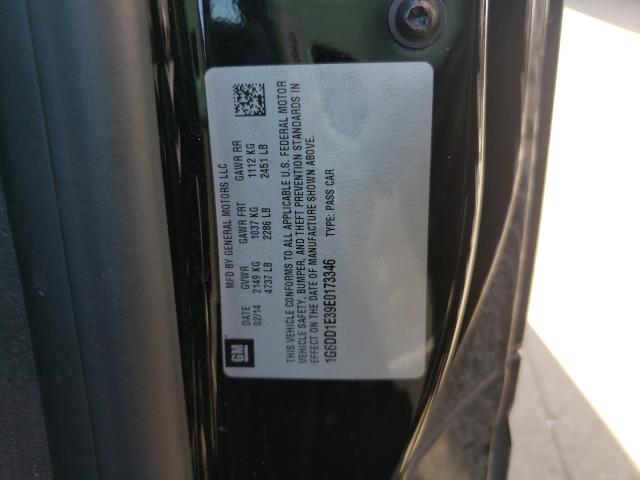 MFD BY GENERAL MOTORS LLC
DATE GVWR GAWR FRT GAWR RR
02/14 2149 KG 1037 KG 1112 KG
4737 LB 2286 LB 2451 LB
GM
THIS VEHICLE CONFORMS TO ALL APPLICABLE U.S. FEDERAL MOTOR
VEHICLE SAFETY, BUMPER, AND THEFT PREVENTION STANDARDS IN
EFFECT ON THE DATE OF MANUFACTURE SHOWN ABOVE.
1G6DD1E39E0173346 TYPE: PASS CAR